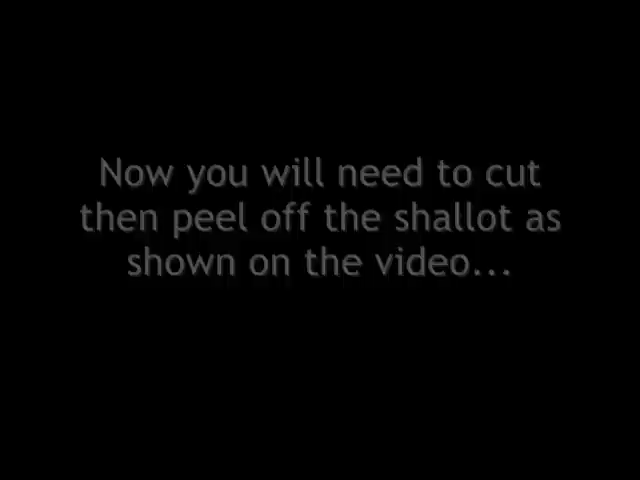 Now you will need to cut
then peel off the shallot as
shown on the video...